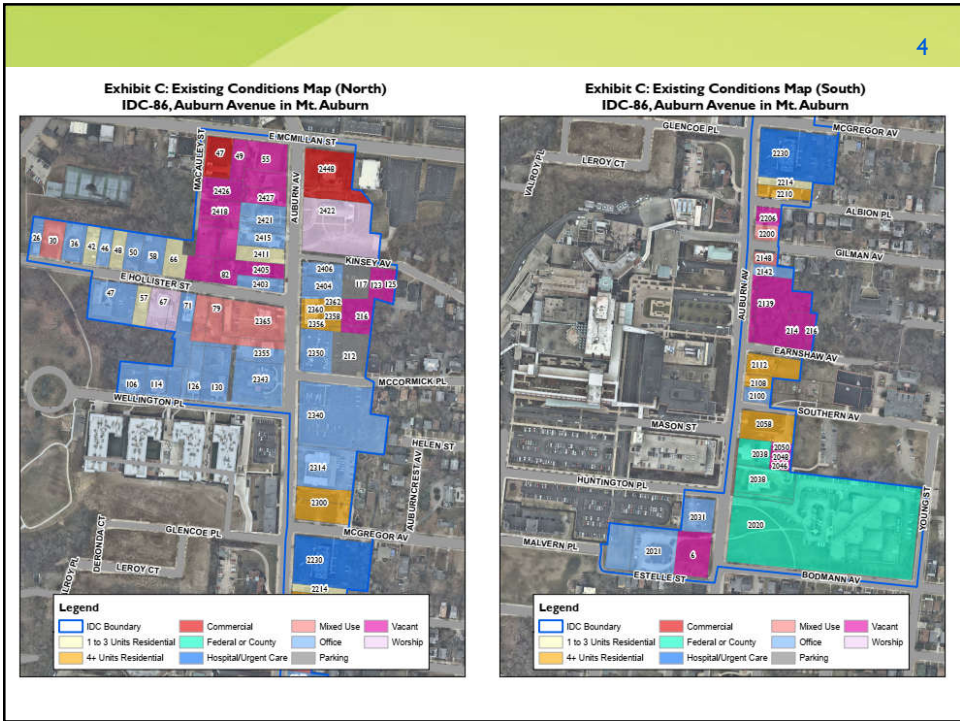 4
Exhibit C: Existing Conditions Map (North)
IDC-86, Auburn Avenue in Mt. Auburn
E MCMILLAN ST
MACAULEY ST
AUBURN AV
47
49
55
2448
2426
2427
2418
2421
2422
2415
2411
26
30
36
42
46
48
50
58
66
KINSEY AV
82
2405
2403
2406
2404
117
123
125
E HOLLISTER ST
47
57
67
71
79
2365
2362
2360
2358
2356
216
2355
2350
212
106
114
126
130
2343
MCCORMICK PL
WELLINGTON PL
2340
HELEN ST
AUBURNCREST AV
2314
2300
GLENCOE PL
MCGREGOR AV
DERONDA CT
LEROY CT
ALROY PL
2230
2214
Legend
IDC Boundary
Commercial
Mixed Use
Vacant
1 to 3 Units Residential
Federal or County
Office
Worship
4+ Units Residential
Hospital/Urgent Care
Parking
Exhibit C: Existing Conditions Map (South)
IDC-86, Auburn Avenue in Mt. Auburn
GLENCOE PL
MCGREGOR AV
VALROY PL
LEROY CT
2230
2214
2210
ALBION PL
2206
2200
GILMAN AV
2148
2142
AUBURN AV
2139
214
216
EARNSHAW AV
2112
2108
2100
SOUTHERN AV
MASON ST
2058
2050
2048
2046
2038
2038
HUNTINGTON PL
2031
2020
YOUNG ST
MALVERN PL
2021
6
ESTELLE ST
BODMANN AV
Legend
IDC Boundary
Commercial
Mixed Use
Vacant
1 to 3 Units Residential
Federal or County
Office
Worship
4+ Units Residential
Hospital/Urgent Care
Parking